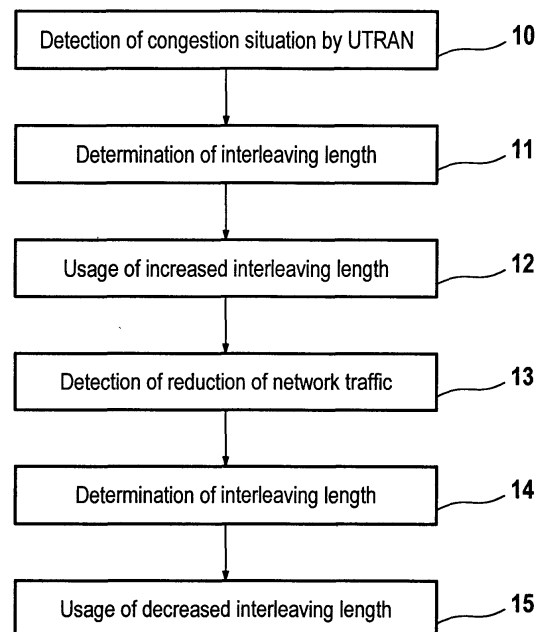 Detection of congestion situation by UTRAN 10
Determination of interleaving length 11
Usage of increased interleaving length 12
Detection of reduction of network traffic 13
Determination of interleaving length 14
Usage of decreased interleaving length 15